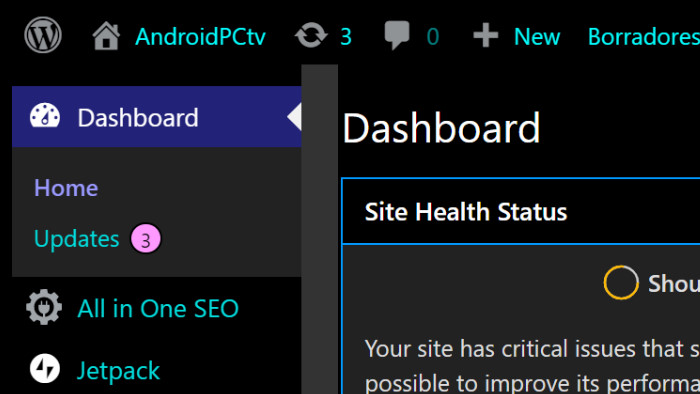 AndroidPCtv 3 0 New Borradores
Dashboard
Dashboard
Home
Site Health Status
Updates 3
Shou
All in One SEO
Your site has critical issues that s
Jetpack
possible to improve its performa